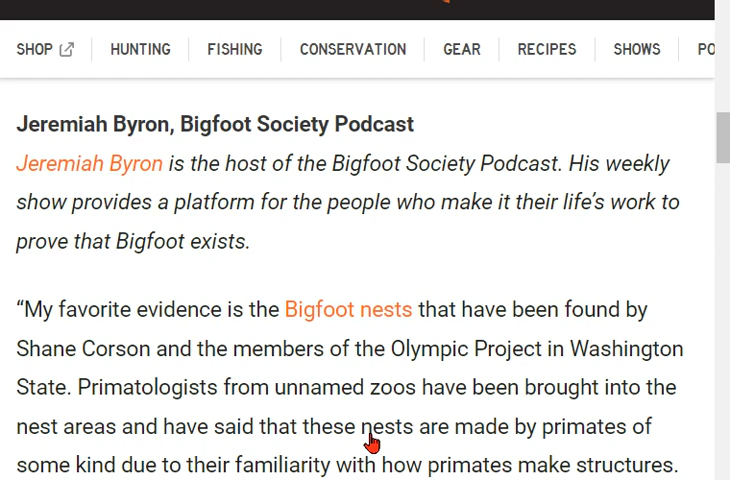 SHOP HUNTING FISHING CONSERVATION GEAR RECIPES SHOWS PO
Jeremiah Byron, Bigfoot Society Podcast
Jeremiah Byron is the host of the Bigfoot Society Podcast. His weekly
show provides a platform for the people who make it their life’s work to
prove that Bigfoot exists.
“My favorite evidence is the Bigfoot nests that have been found by
Shane Corson and the members of the Olympic Project in Washington
State. Primatologists from unnamed zoos have been brought into the
nest areas and have said that these nests are made by primates of
some kind due to their familiarity with how primates make structures.